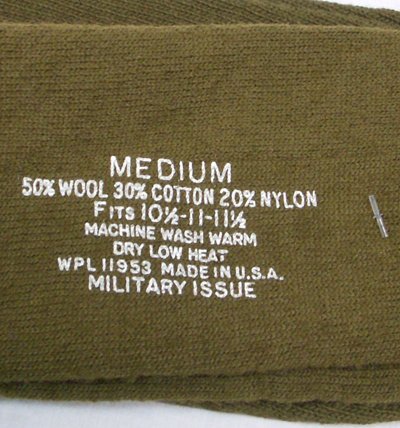 MEDIUM
50% WOOL 30% COTTON 20% NYLON
FITS 10½-11-11½
MACHINE WASH WARM
DRY LOW HEAT
WPL 11953 MADE IN U.S.A.
MILITARY ISSUE